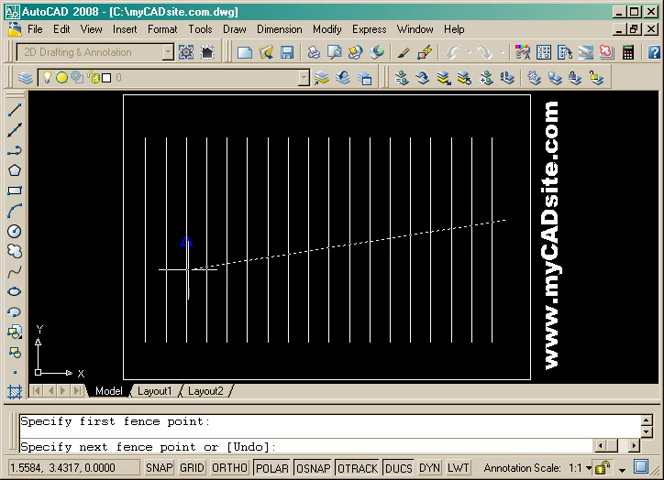 AutoCAD 2008 - [C:\myCADsite.com.dwg]
File Edit View Insert Format Tools Draw Dimension Modify Express Window Help
2D Drafting & Annotation
0
www.myCADsite.com
Y
X
Model Layout1 Layout2
Specify first fence point:
Specify next fence point or [Undo]:
1.5584, 3.4317, 0.0000 SNAP GRID ORTHO POLAR OSNAP OTRACK DUCS DYN LWT Annotation Scale: 1:1